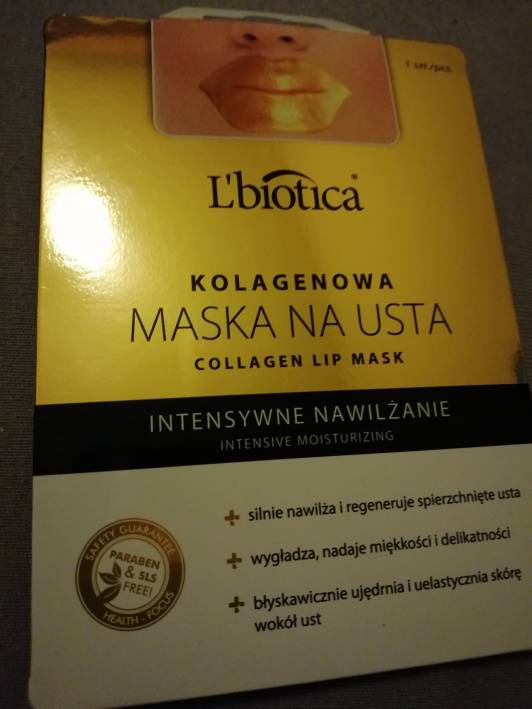 1 szt./pcs.
L'biotica®
KOLAGENOWA
MASKA NA USTA
COLLAGEN LIP MASK
INTENSYWNE NAWILŻANIE
INTENSIVE MOISTURIZING
+ silnie nawilża i regeneruje spierzchnięte usta
+ wygładza, nadaje miękkości i delikatności
+ błyskawicznie ujędrnia i uelastycznia skórę
wokół ust
SAFETY GUARANTEE
PARABEN
& SLS
FREE!
HEALTH - FOCUS